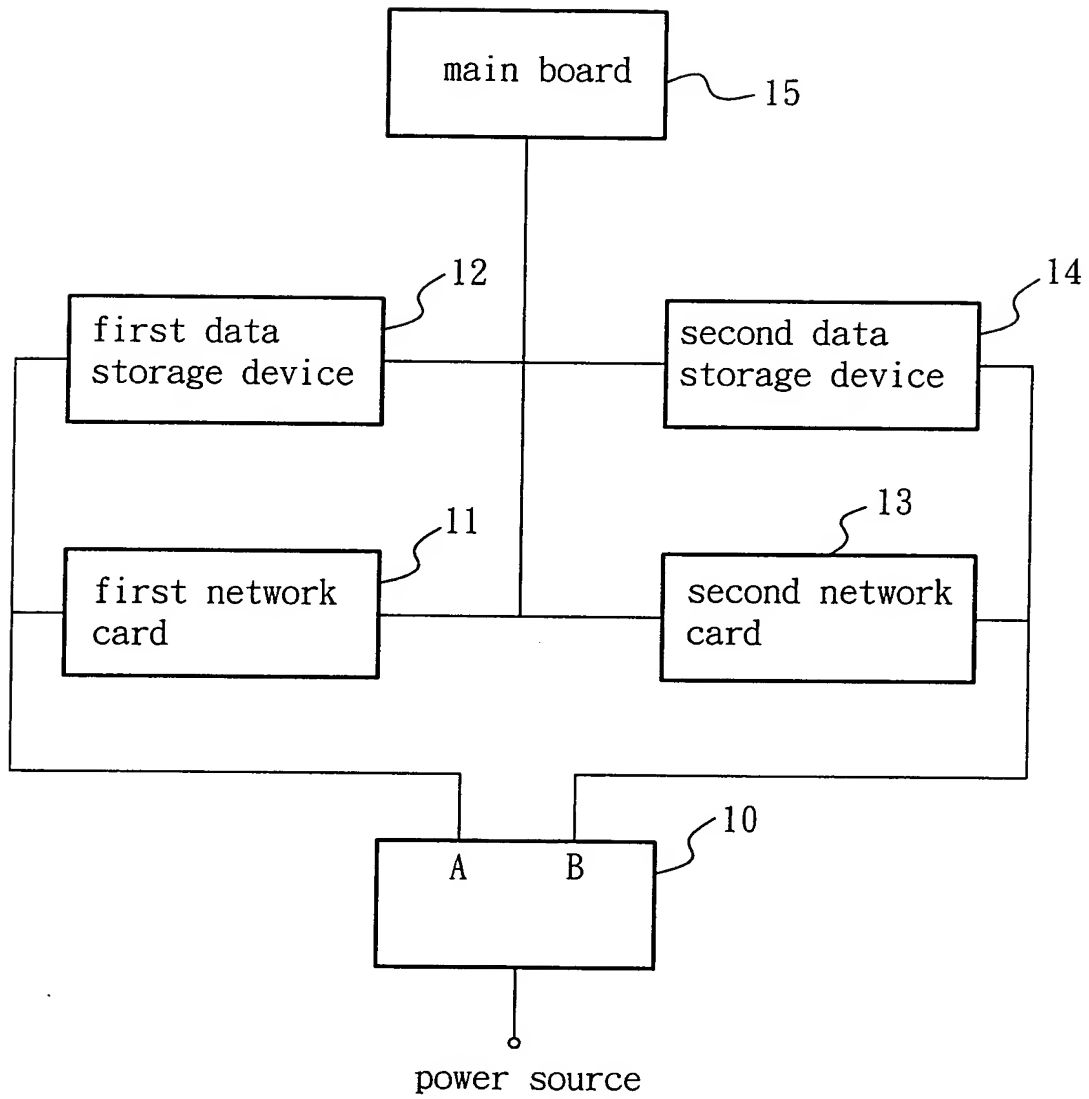 main board
15
12
14
first data
storage device
second data
storage device
11
13
first network
card
second network
card
10
A B
power source